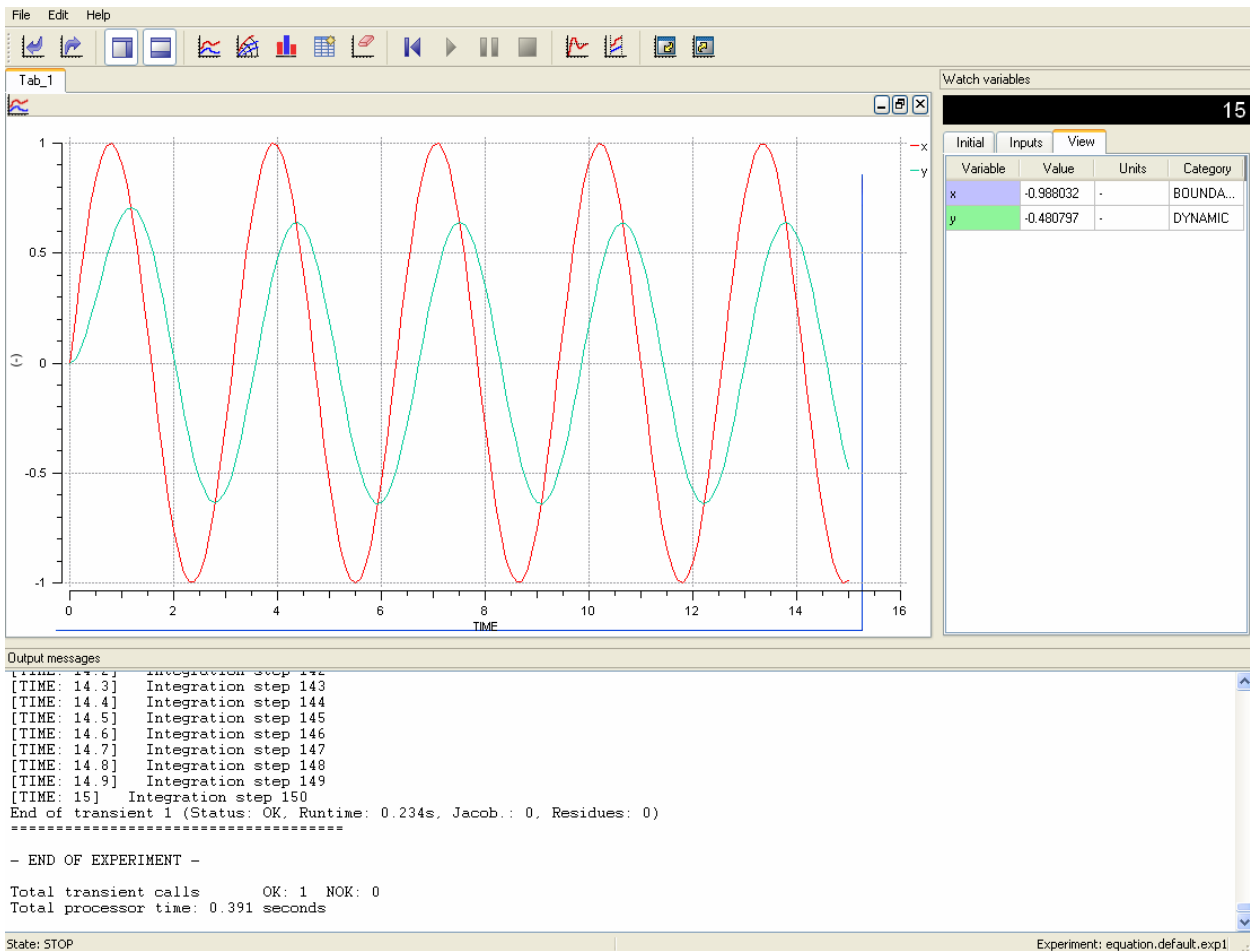 File Edit Help
Tab_1
x
y
1
0.5
(-) 0
-0.5
-1
0 2 4 6 8 10 12 14 16
TIME
Watch variables
15
Initial Inputs View
Variable Value Units Category
x -0.988032 - BOUNDA...
y -0.480797 - DYNAMIC
Output messages
[TIME: 14.2] Integration step 142
[TIME: 14.3] Integration step 143
[TIME: 14.4] Integration step 144
[TIME: 14.5] Integration step 145
[TIME: 14.6] Integration step 146
[TIME: 14.7] Integration step 147
[TIME: 14.8] Integration step 148
[TIME: 14.9] Integration step 149
[TIME: 15] Integration step 150
End of transient 1 (Status: OK, Runtime: 0.234s, Jacob.: 0, Residues: 0)
=====================================
- END OF EXPERIMENT -
Total transient calls OK: 1 NOK: 0
Total processor time: 0.391 seconds
State: STOP Experiment: equation.default.exp1